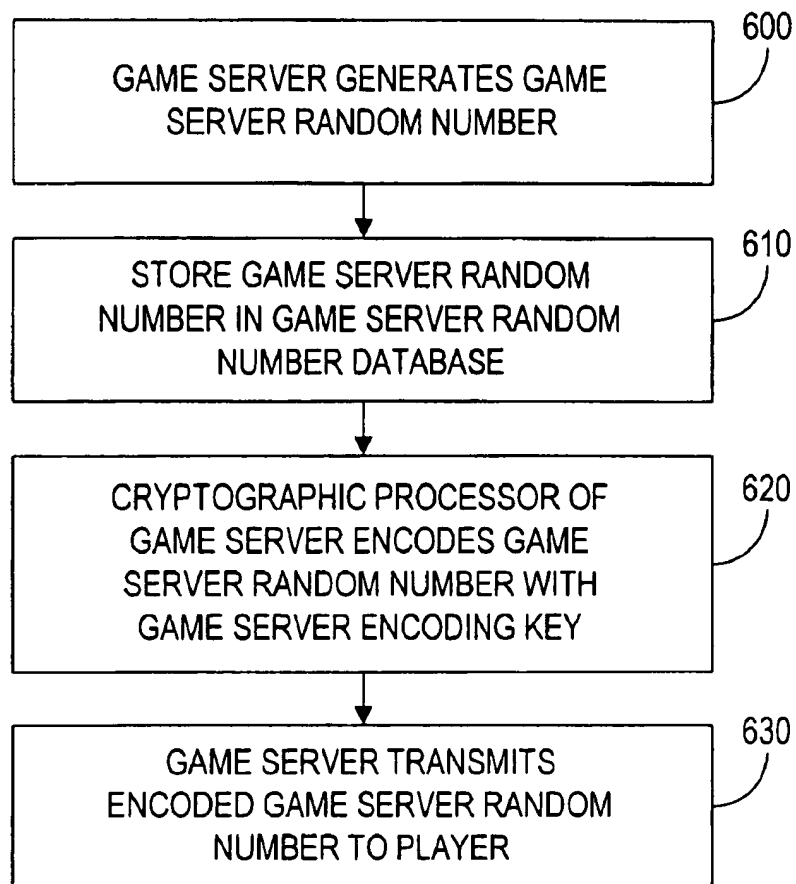 600
GAME SERVER GENERATES GAME
SERVER RANDOM NUMBER
610
STORE GAME SERVER RANDOM
NUMBER IN GAME SERVER RANDOM
NUMBER DATABASE
620
CRYPTOGRAPHIC PROCESSOR OF
GAME SERVER ENCODES GAME
SERVER RANDOM NUMBER WITH
GAME SERVER ENCODING KEY
630
GAME SERVER TRANSMITS
ENCODED GAME SERVER RANDOM
NUMBER TO PLAYER